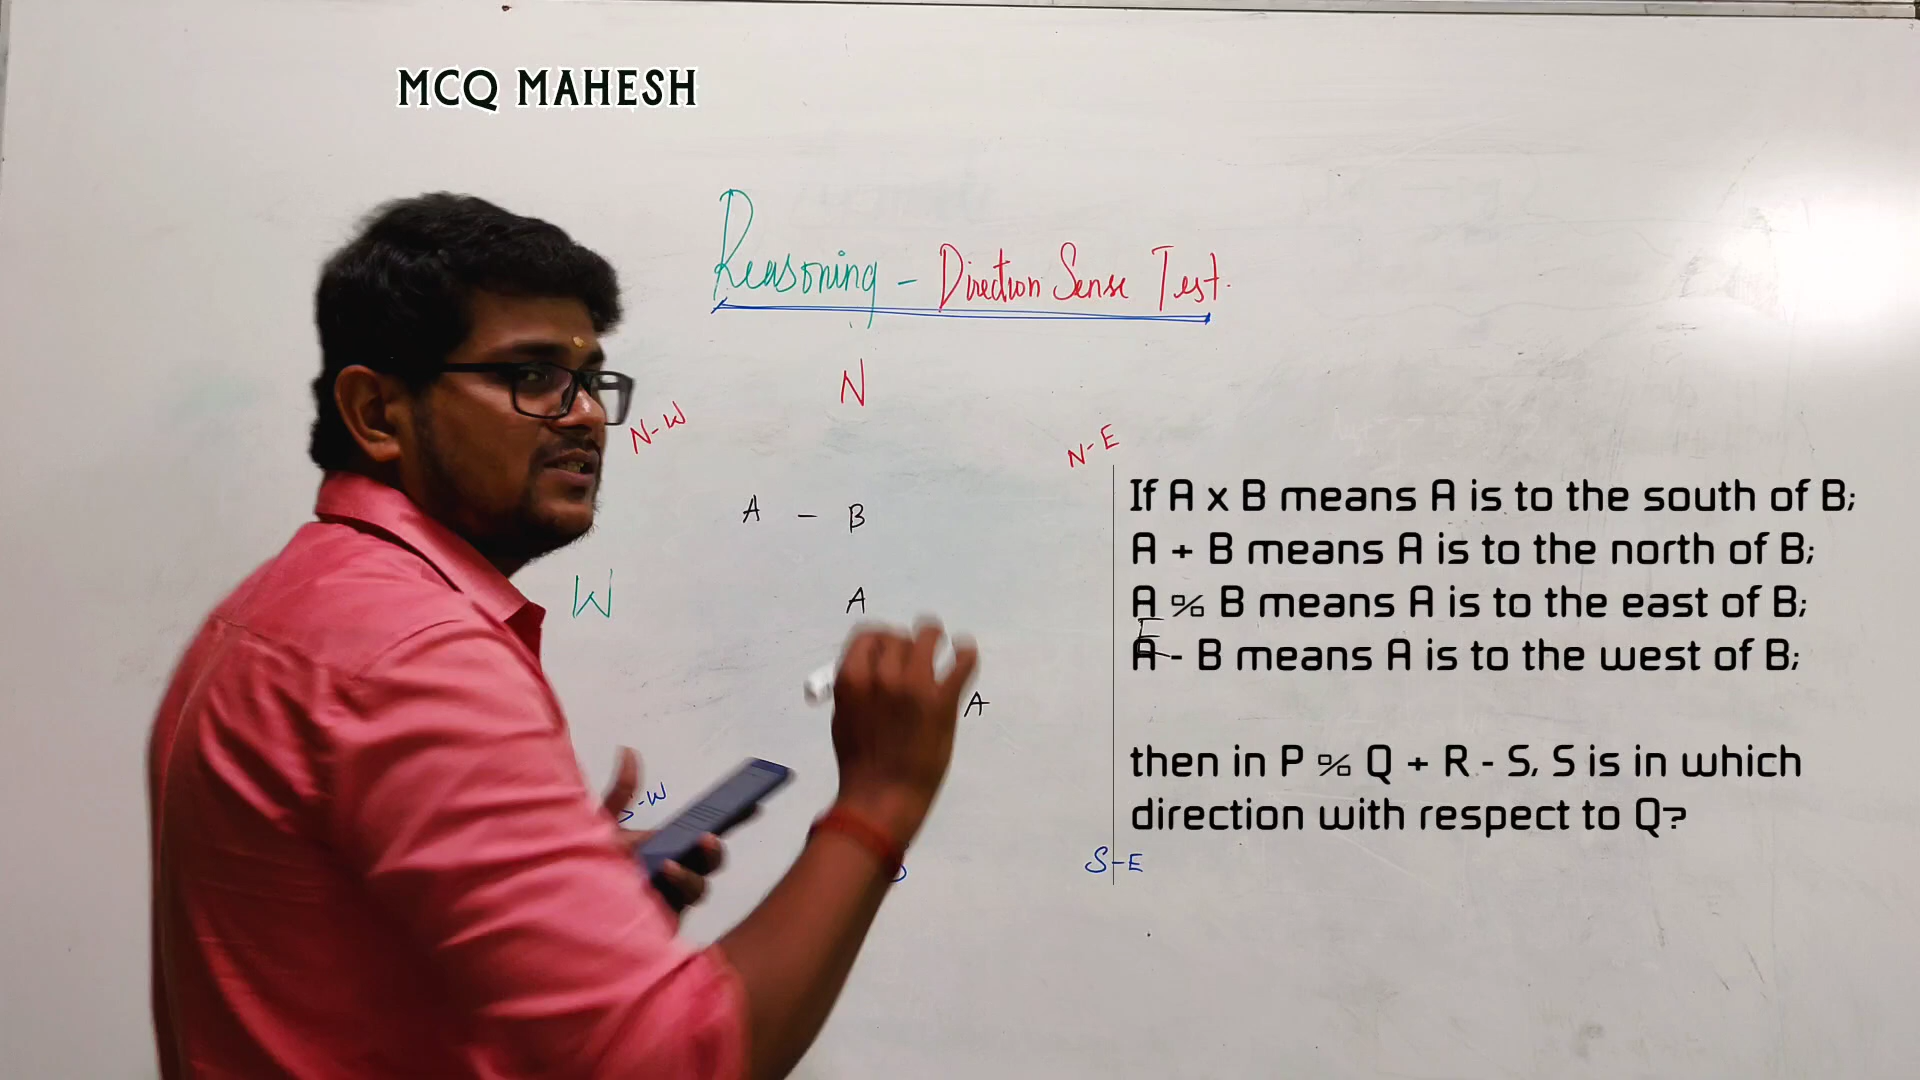 MCQ MAHESH
Reasoning - Direction Sense Test.
N
N-W
N-E
A - B
W
A
A
-W
S-E
E
If A x B means A is to the south of B;
A + B means A is to the north of B;
A % B means A is to the east of B;
A - B means A is to the west of B;
then in P % Q + R - S, S is in which
direction with respect to Q?